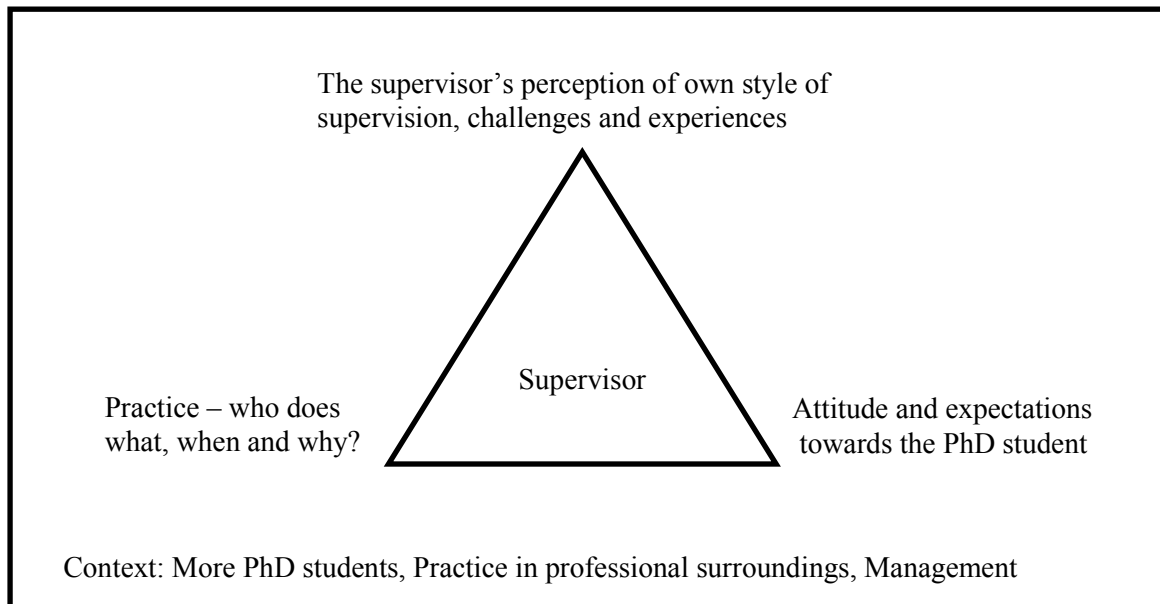 The supervisor’s perception of own style of
supervision, challenges and experiences
Supervisor
Practice – who does
what, when and why?
Attitude and expectations
towards the PhD student
Context: More PhD students, Practice in professional surroundings, Management